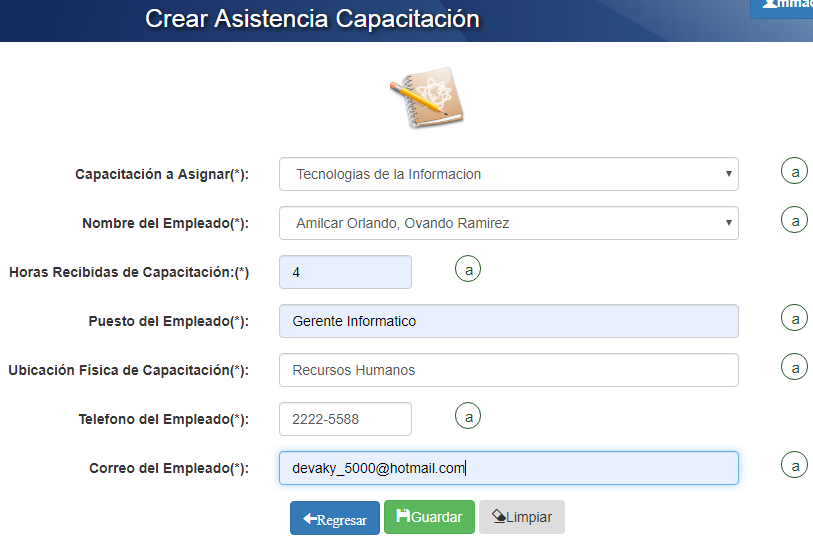 Crear Asistencia Capacitación
Capacitación a Asignar(*): Tecnologias de la Informacion a
Nombre del Empleado(*): Amilcar Orlando, Ovando Ramirez a
Horas Recibidas de Capacitación:(*) 4 a
Puesto del Empleado(*): Gerente Informatico a
Ubicación Física de Capacitación(*): Recursos Humanos a
Telefono del Empleado(*): 2222-5588 a
Correo del Empleado(*): devaky_5000@hotmail.com a
Regresar Guardar Limpiar